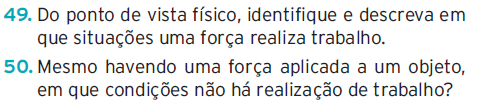 49. Do ponto de vista físico, identifique e descreva em
que situações uma força realiza trabalho.
50. Mesmo havendo uma força aplicada a um objeto,
em que condições não há realização de trabalho?